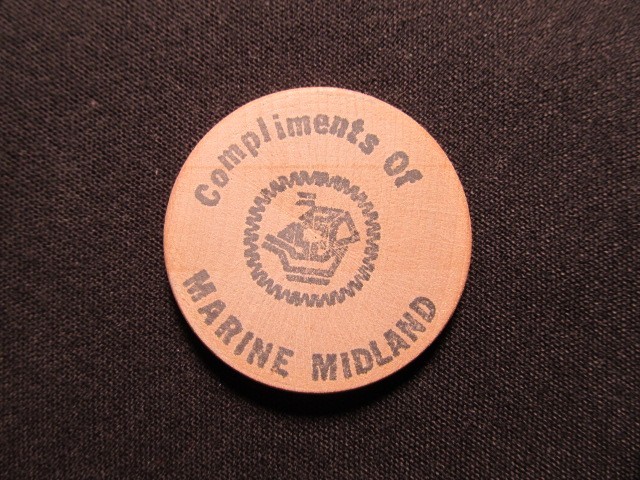 Compliments Of
MARINE MIDLAND